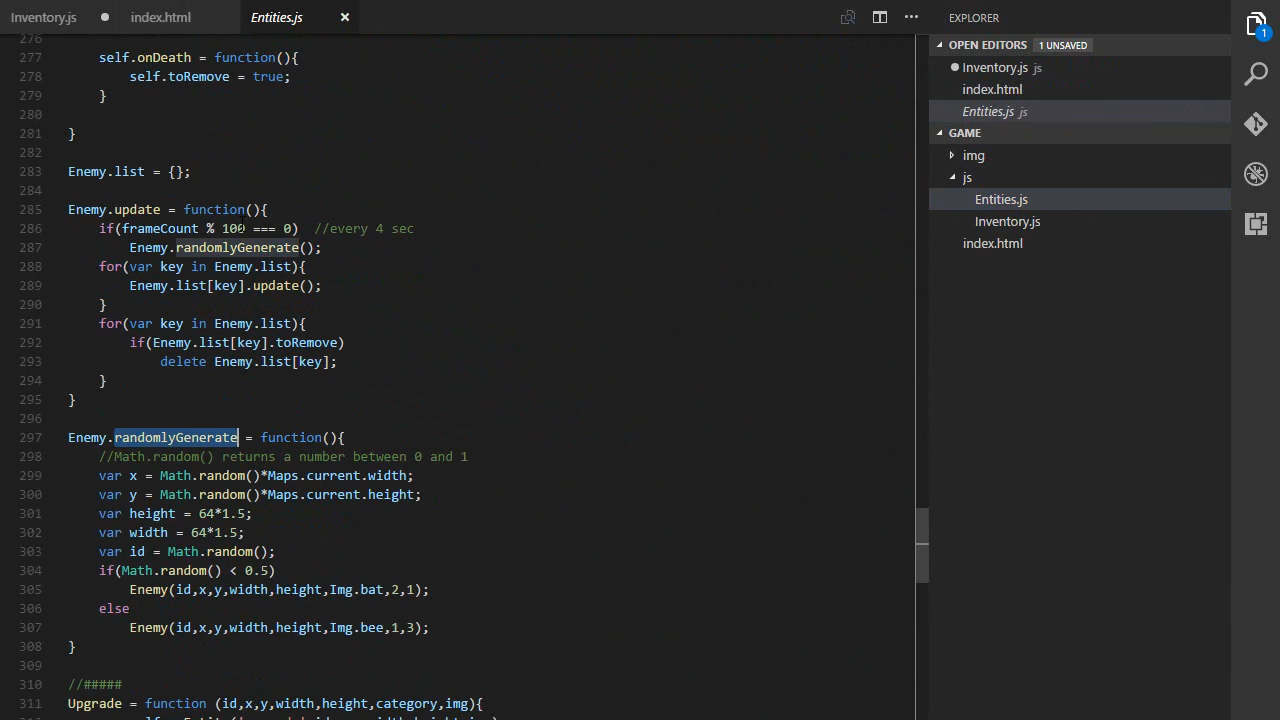 Inventory.js
index.html
Entities.js
276
277 self.onDeath = function(){
278 self.toRemove = true;
279 }
280
281 }
282
283 Enemy.list = {};
284
285 Enemy.update = function(){
286 if(frameCount % 100 === 0) //every 4 sec
287 Enemy.randomlyGenerate();
288 for(var key in Enemy.list){
289 Enemy.list[key].update();
290 }
291 for(var key in Enemy.list){
292 if(Enemy.list[key].toRemove)
293 delete Enemy.list[key];
294 }
295 }
296
297 Enemy.randomlyGenerate = function(){
298 //Math.random() returns a number between 0 and 1
299 var x = Math.random()*Maps.current.width;
300 var y = Math.random()*Maps.current.height;
301 var height = 64*1.5;
302 var width = 64*1.5;
303 var id = Math.random();
304 if(Math.random() < 0.5)
305 Enemy(id,x,y,width,height,Img.bat,2,1);
306 else
307 Enemy(id,x,y,width,height,Img.bee,1,3);
308 }
309
310 //#####
311 Upgrade = function (id,x,y,width,height,category,img){
EXPLORER
OPEN EDITORS 1 UNSAVED
Inventory.js js
index.html
Entities.js js
GAME
img
js
Entities.js
Inventory.js
index.html
1